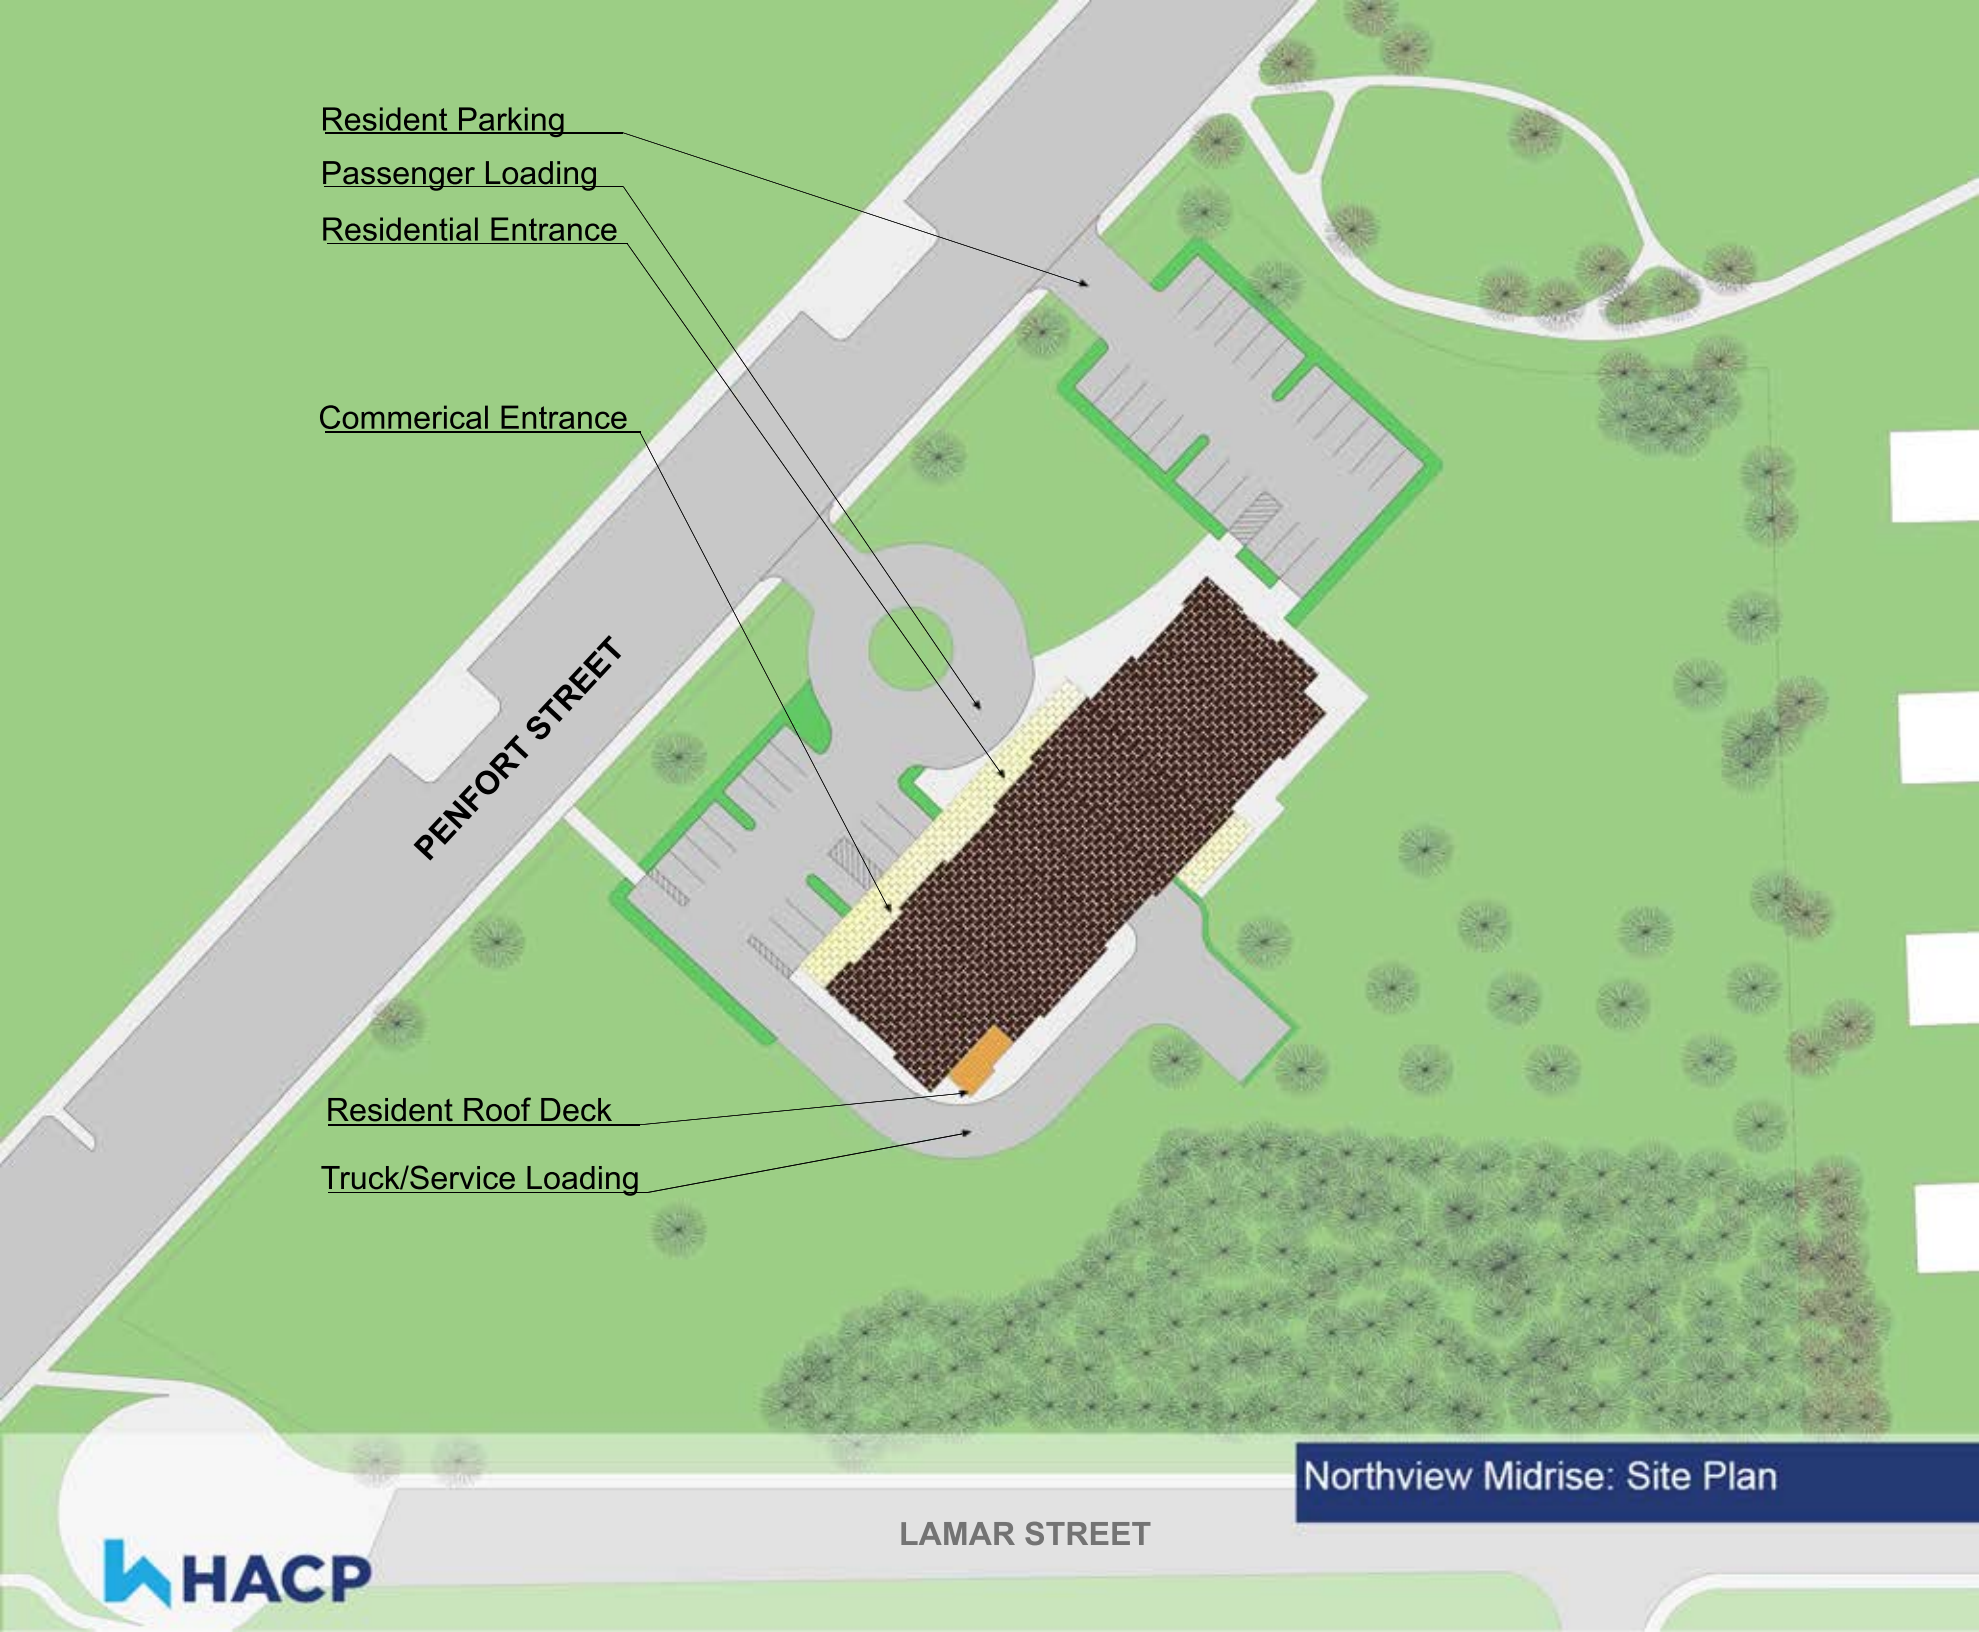 Resident Parking
Passenger Loading
Residential Entrance
Commerical Entrance
PENFORT STREET
Resident Roof Deck
Truck/Service Loading
Northview Midrise: Site Plan
LAMAR STREET
HACP